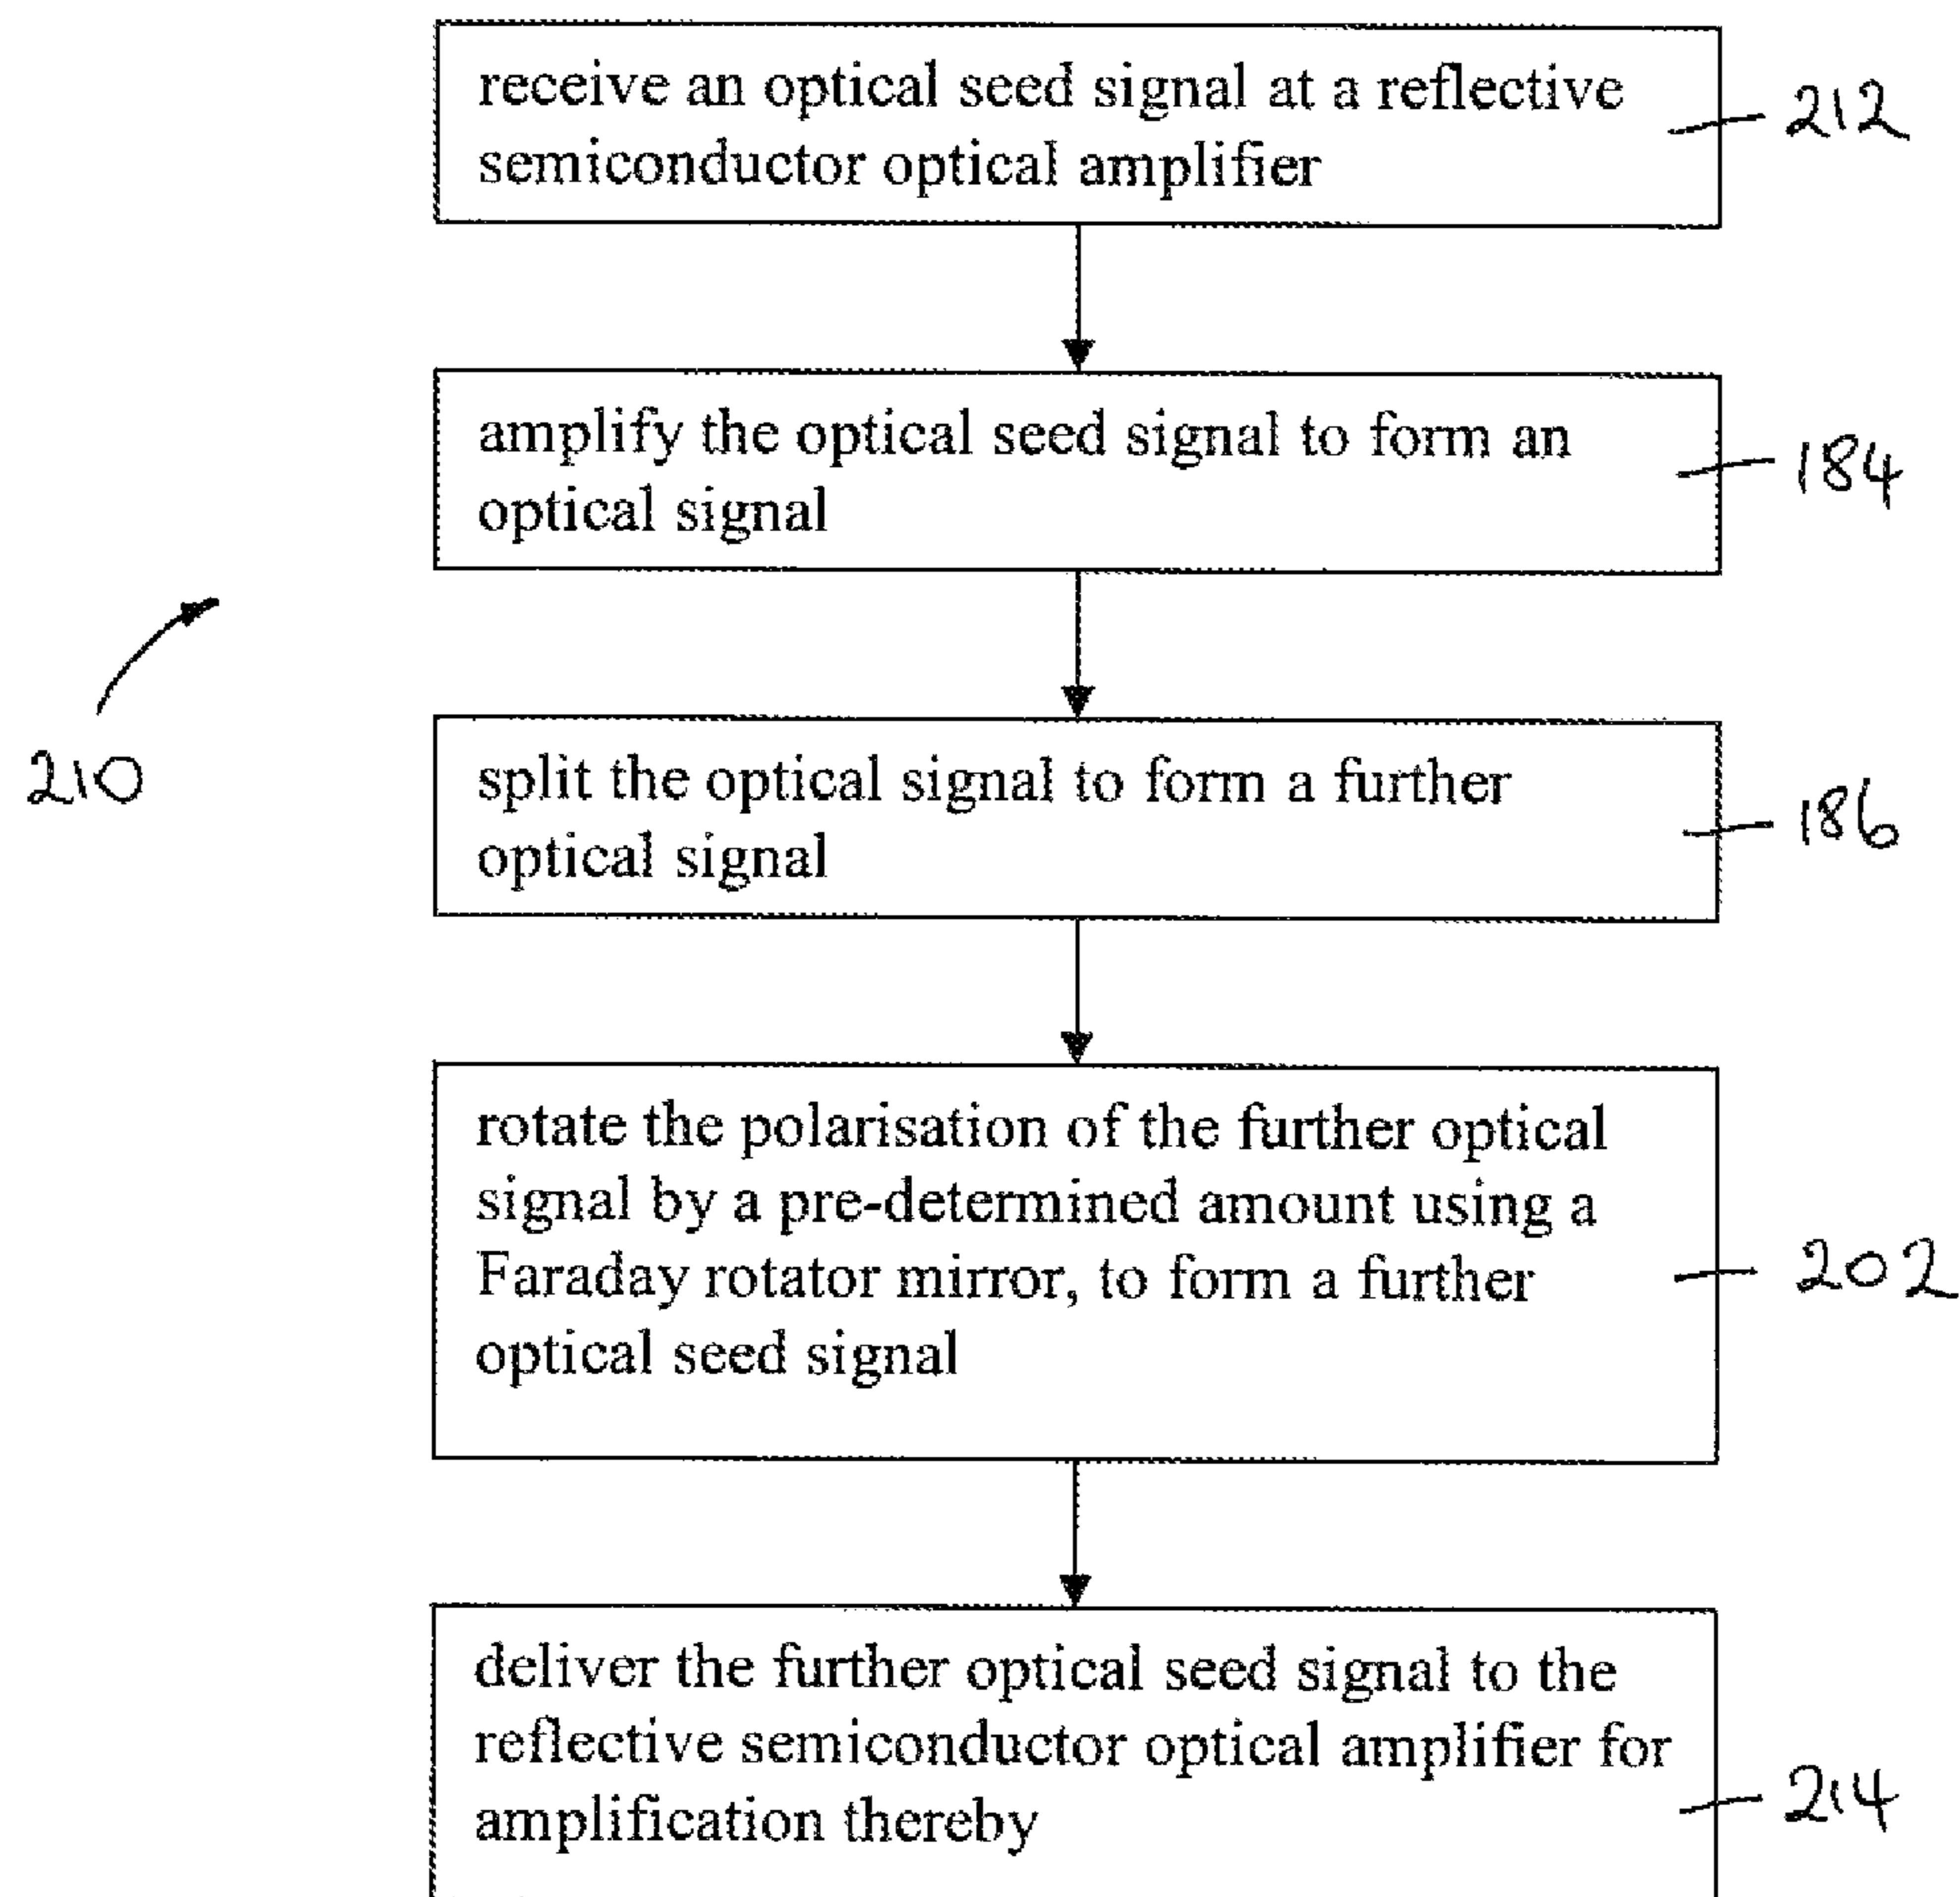 receive an optical seed signal at a reflective
semiconductor optical amplifier
212
amplify the optical seed signal to form an
optical signal
184
210
split the optical signal to form a further
optical signal
186
rotate the polarisation of the further optical
signal by a pre-determined amount using a
Faraday rotator mirror, to form a further
optical seed signal
202
deliver the further optical seed signal to the
reflective semiconductor optical amplifier for
amplification thereby
214